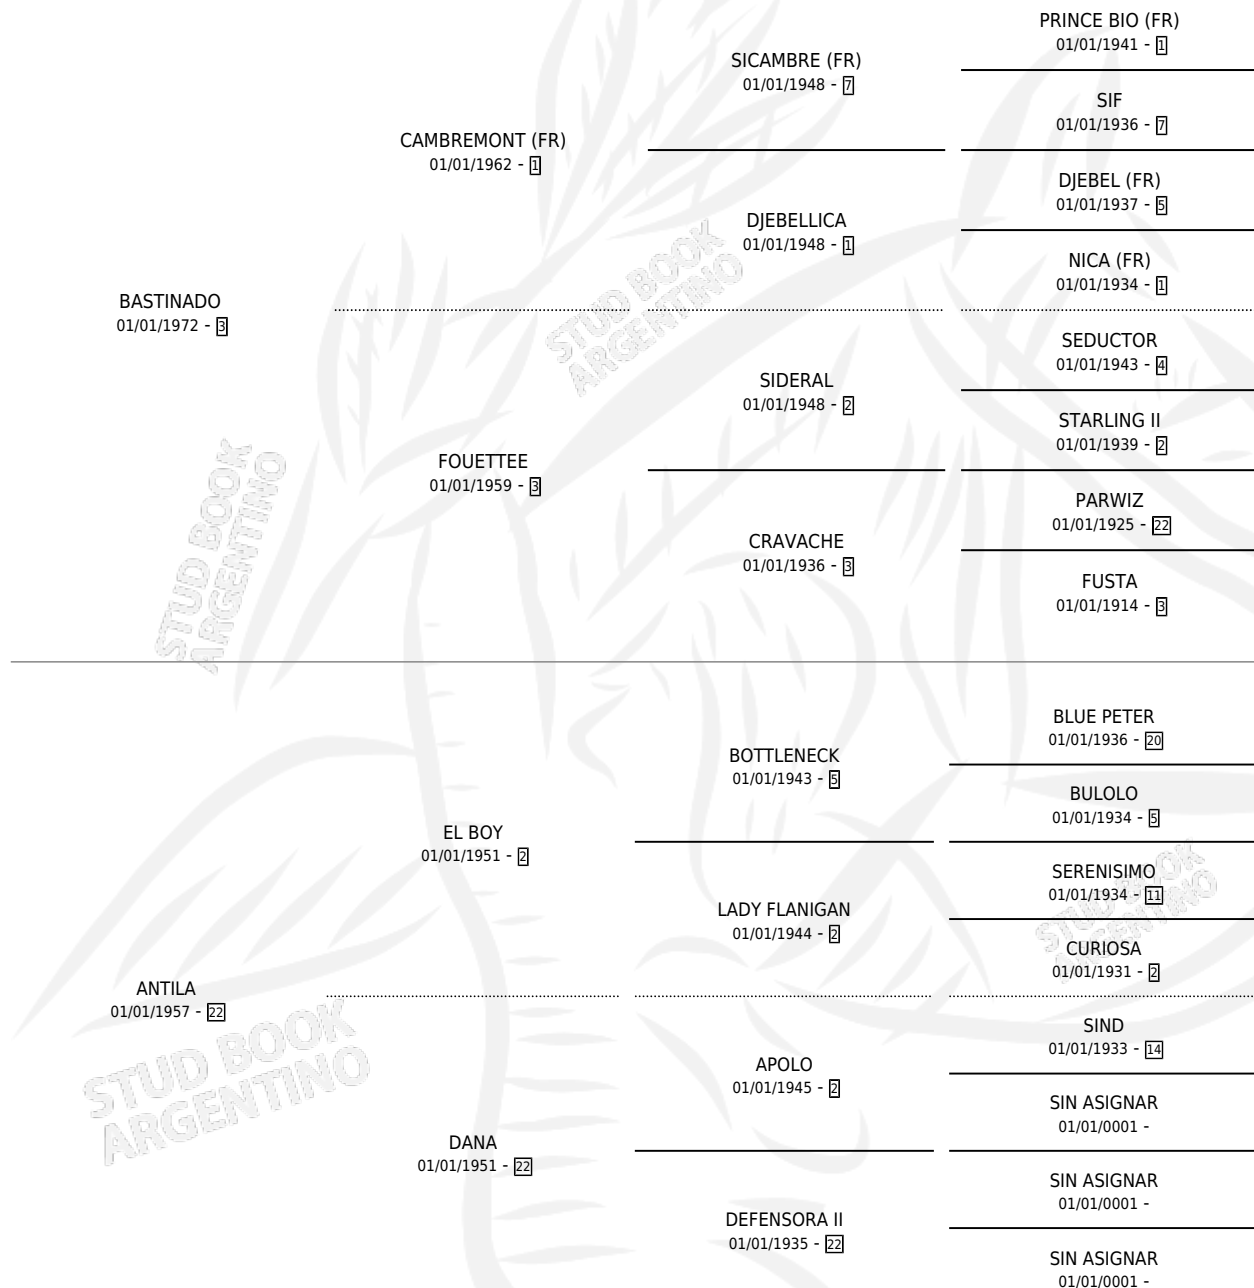 PRINCE BIO (FR)
01/01/1941 - 1
SICAMBRE (FR)
01/01/1948 - 7
SIF
01/01/1936 - 7
CAMBREMONT (FR)
01/01/1962 - 1
DJEBEL (FR)
01/01/1937 - 5
DJEBELLICA
01/01/1948 - 1
NICA (FR)
01/01/1934 - 1
BASTINADO
01/01/1972 - 3
SEDUCTOR
01/01/1943 - 4
SIDERAL
01/01/1948 - 2
STARLING II
01/01/1939 - 2
FOUETTEE
01/01/1959 - 3
PARWIZ
01/01/1925 - 22
CRAVACHE
01/01/1936 - 3
FUSTA
01/01/1914 - 3
BLUE PETER
01/01/1936 - 20
BOTTLENECK
01/01/1943 - 5
BULOLO
01/01/1934 - 5
EL BOY
01/01/1951 - 2
SERENISIMO
01/01/1934 - 11
LADY FLANIGAN
01/01/1944 - 2
CURIOSA
01/01/1931 - 2
ANTILA
01/01/1957 - 22
SIND
01/01/1933 - 14
APOLO
01/01/1945 - 2
SIN ASIGNAR
01/01/0001 -
DANA
01/01/1951 - 22
SIN ASIGNAR
01/01/0001 -
DEFENSORA II
01/01/1935 - 22
SIN ASIGNAR
01/01/0001 -
STUD BOOK
ARGENTINO
STUD BOOK
ARGENTINO
STUD BOOK
ARGENTINO
STUD BOOK
ARGENTINO